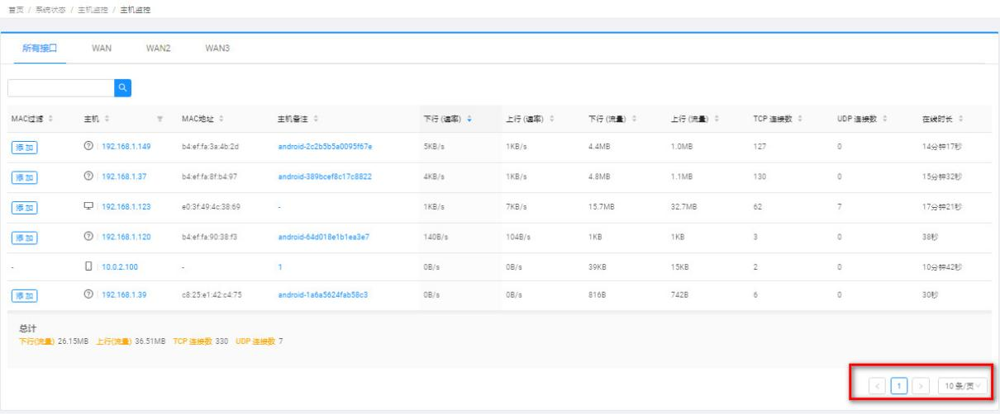 首页 / 系统状态 / 主机监控 / 主机监控
所有接口 WAN WAN2 WAN3
MAC过滤 主机 MAC地址 主机备注 下行 (速率) 上行 (速率) 下行 (流量) 上行 (流量) TCP 连接数 UDP 连接数 在线时长
添加 192.168.1.149 b4:ef:fa:3a:4b:2d android-2c2b5b5a0095f67e 5KB/s 1KB/s 4.4MB 1.0MB 127 0 14分钟17秒
添加 192.168.1.37 b4:ef:fa:8f:b4:97 android-389bcef8c17c8822 4KB/s 1KB/s 4.8MB 1.1MB 130 0 15分钟32秒
添加 192.168.1.123 e0:3f:49:4c:38:69 - 1KB/s 7KB/s 15.7MB 32.7MB 62 7 17分钟21秒
添加 192.168.1.120 b4:ef:fa:90:38:f3 android-64d018e1b1ea3e7 140B/s 104B/s 1KB 1KB 3 0 38秒
- 10.0.2.100 - 1 0B/s 0B/s 39KB 15KB 2 0 10分钟42秒
添加 192.168.1.39 c8:25:e1:42:c4:75 android-1a6a5624fab58c3 0B/s 0B/s 816B 742B 6 0 30秒
总计
下行(流量) 26.15MB 上行(流量) 36.51MB TCP 连接数 330 UDP 连接数 7
< 1 > 10 条/页